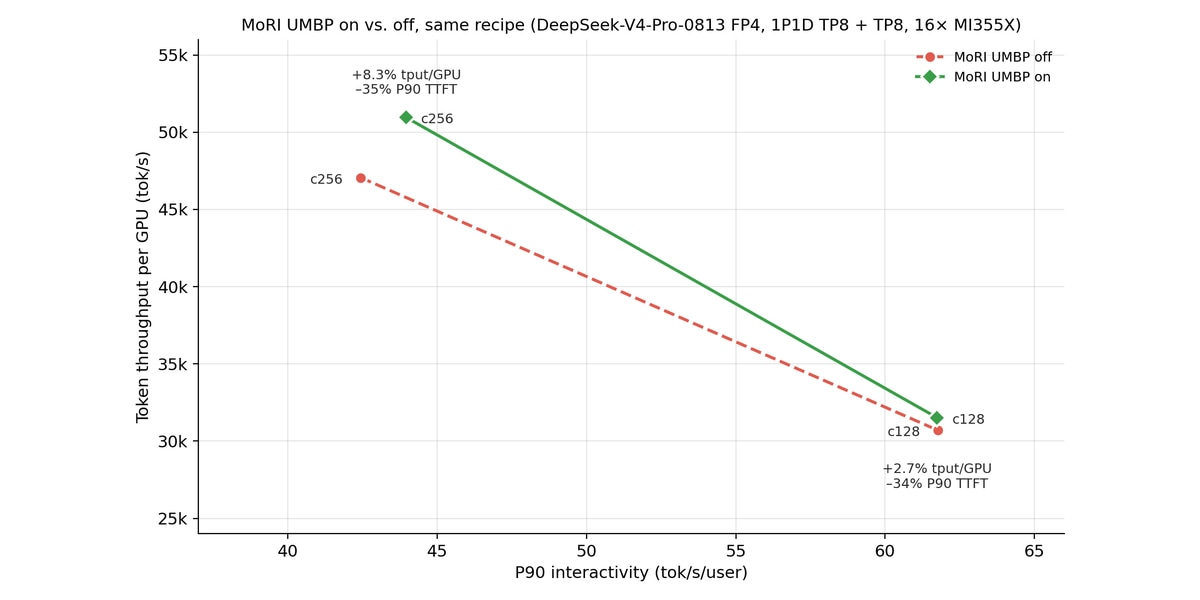 MoRI UMBP on vs. off, same recipe (DeepSeek-V4-Pro-0813 FP4, 1P1D TP8 + TP8, 16× MI355X)
MoRI UMBP off
MoRI UMBP on
+8.3% tput/GPU
–35% P90 TTFT
c256
c256
c128
c128
+2.7% tput/GPU
–34% P90 TTFT
Token throughput per GPU (tok/s)
55k
50k
45k
40k
35k
30k
25k
40
45
50
55
60
65
P90 interactivity (tok/s/user)